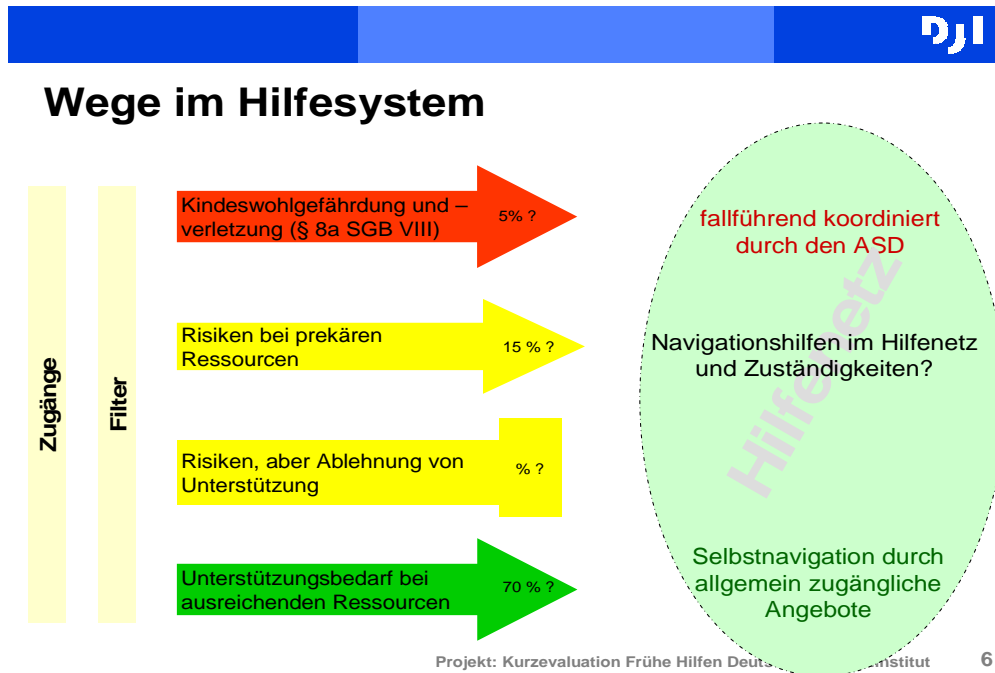 DJI
Wege im Hilfesystem
Zugänge
Filter
Kindeswohlgefährdung und –
verletzung (§ 8a SGB VIII)
5% ?
fallführend koordiniert
durch den ASD
Risiken bei prekären
Ressourcen
15 % ?
Navigationshilfen im Hilfenetz
und Zuständigkeiten?
Hilfenetz
Risiken, aber Ablehnung von
Unterstützung
% ?
Unterstützungsbedarf bei
ausreichenden Ressourcen
70 % ?
Selbstnavigation durch
allgemein zugängliche
Angebote
Projekt: Kurzevaluation Frühe Hilfen
6